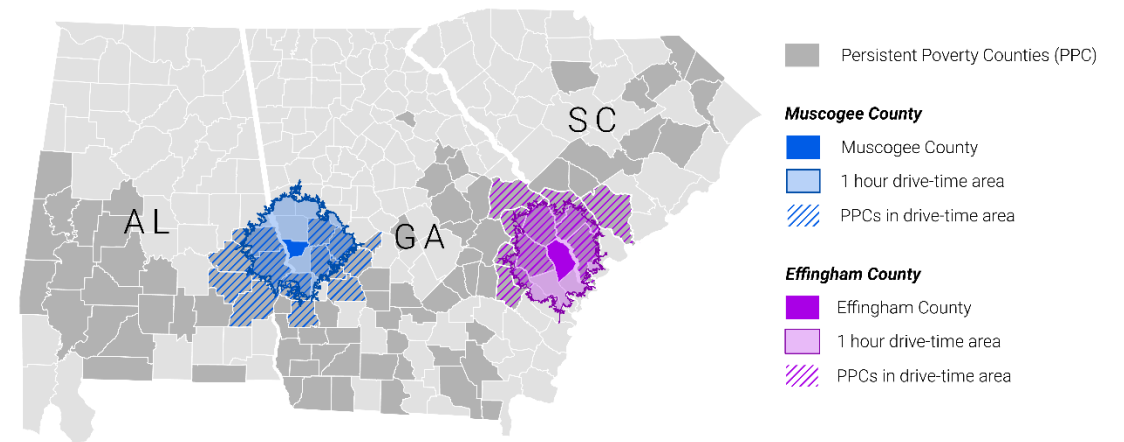 SC
AL
GA
Persistent Poverty Counties (PPC)
Muscogee County
Muscogee County
1 hour drive-time area
PPCs in drive-time area
Effingham County
Effingham County
1 hour drive-time area
PPCs in drive-time area